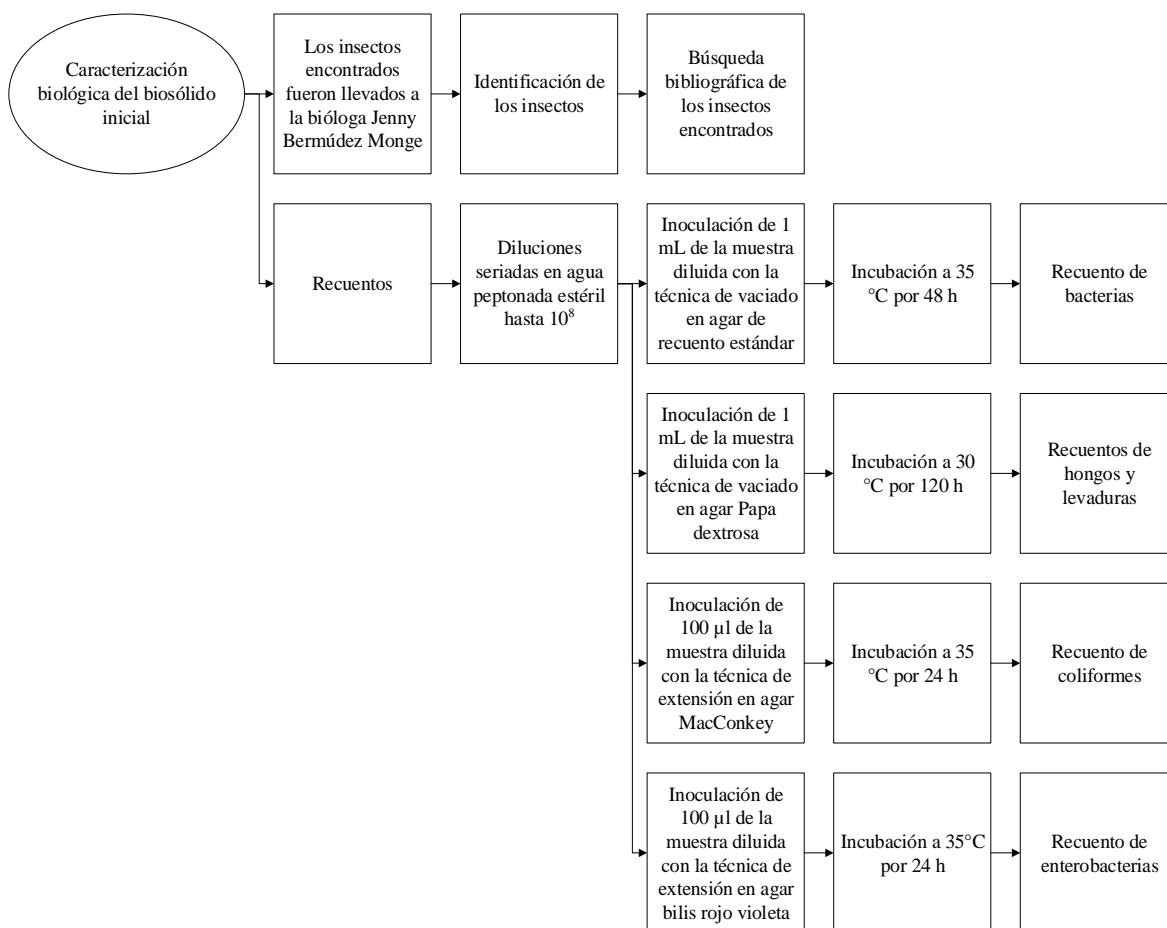 Caracterización
biológica del biosólido
inicial
Los insectos
encontrados
fueron llevados a
la bióloga Jenny
Bermúdez Monge
Identificación de
los insectos
Búsqueda
bibliográfica de
los insectos
encontrados
Recuentos
Diluciones
seriadas en agua
peptonada estéril
hasta 10⁸
Inoculación de 1
mL de la muestra
diluida con la
técnica de vaciado
en agar de
recuento estándar
Incubación a 35
°C por 48 h
Recuento de
bacterias
Inoculación de 1
mL de la muestra
diluida con la
técnica de vaciado
en agar Papa
dextrosa
Incubación a 30
°C por 120 h
Recuentos de
hongos y
levaduras
Inoculación de
100 µl de la
muestra diluida
con la técnica de
extensión en agar
MacConkey
Incubación a 35
°C por 24 h
Recuento de
coliformes
Inoculación de
100 µl de la
muestra diluida
con la técnica de
extensión en agar
bilis rojo violeta
Incubación a 35°C
por 24 h
Recuento de
enterobacterias